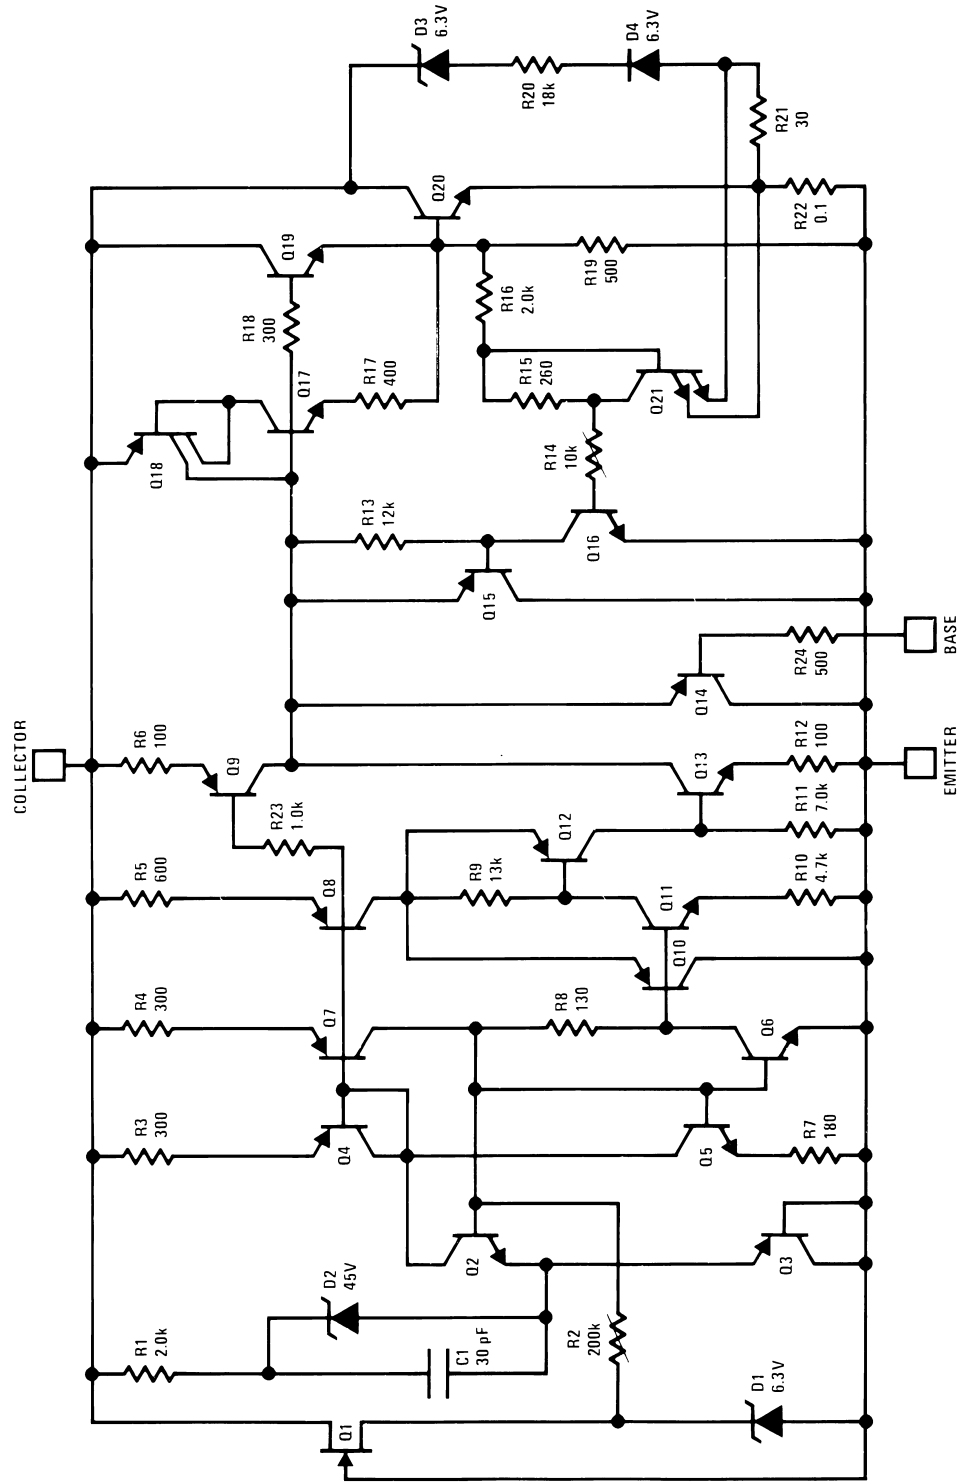 COLLECTOR
R1
2.0k
R3
300
R4
300
R5
600
R6
100
Q18
R18
300
Q19
D3
6.3V
Q9
R23
1.0k
Q17
R17
400
Q20
R20
18k
D4
6.3V
Q1
D2
45V
C1
30 pF
Q4
Q7
Q8
R13
12k
R16
2.0k
R15
260
R19
500
R9
13k
Q12
Q15
R14
10k
Q16
Q21
R21
30
Q2
R2
200k
R8
130
Q10
Q11
Q5
Q6
Q13
Q14
D1
6.3V
Q3
R7
180
R10
4.7k
R11
7.0k
R12
100
R24
500
R22
0.1
EMITTER
BASE